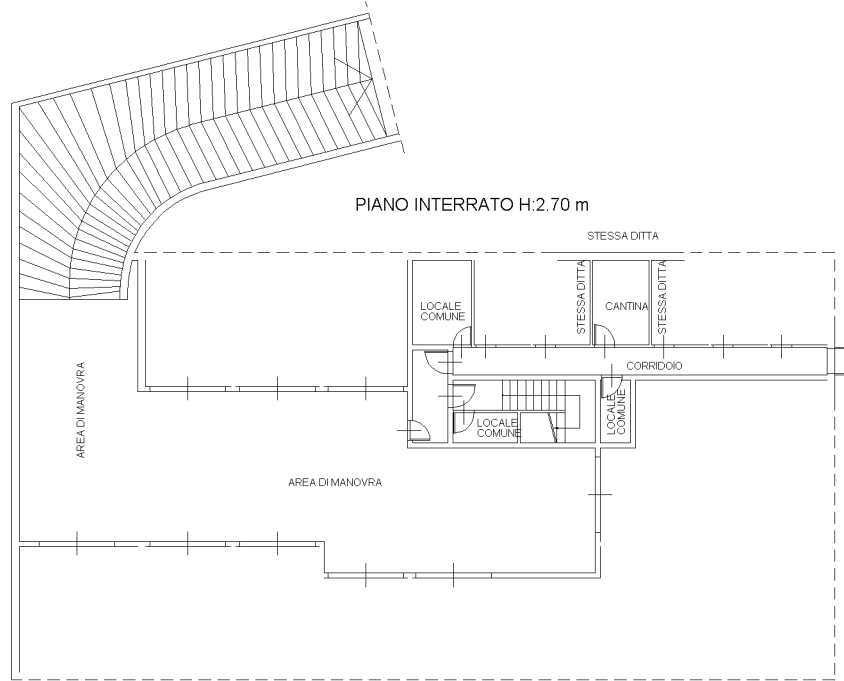 PIANO INTERRATO H:2.70 m
STESSA DITTA
LOCALE
COMUNE
STESSA DITTA
CANTINA
STESSA DITTA
CORRIDOIO
AREA DI MANOVRA
LOCALE
COMUNE
LOCALE
COMUNE
AREA DI MANOVRA